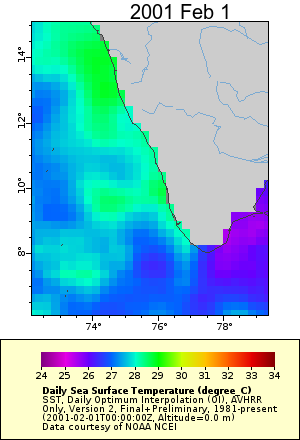 2001 Feb 1
14°
12°
10°
8°
74°
76°
78°
24 25 26 27 28 29 30 31 32 33 34
Daily Sea Surface Temperature (degree_C)
SST, Daily Optimum Interpolation (OI), AVHRR
Only, Version 2, Final+Preliminary, 1981-present
(2001-02-01T00:00:00Z, Altitude=0.0 m)
Data courtesy of NOAA NCEI